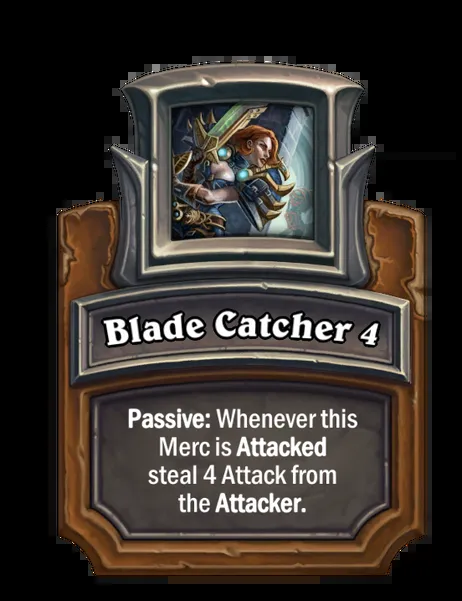 Blade Catcher 4
Passive: Whenever this
Merc is Attacked
steal 4 Attack from
the Attacker.